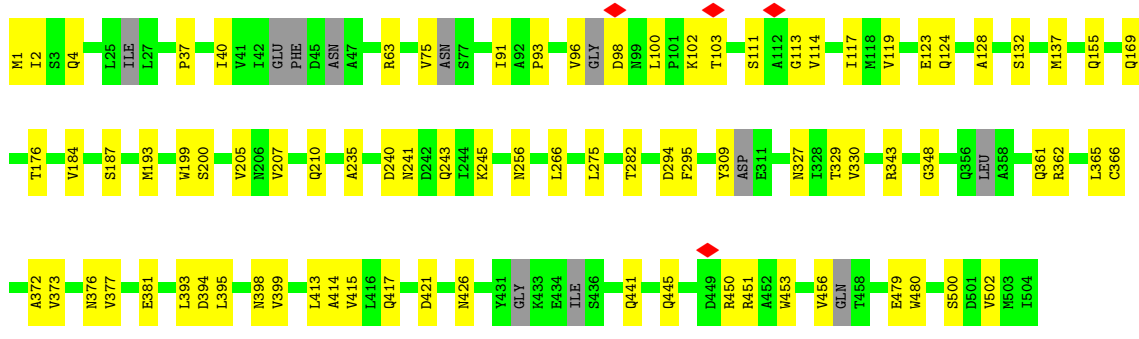 M1 I2 S3 Q4 L25 ILE L27 P37 I40 V41 I42 GLU PHE D45 ASN A47 R63 V75 ASN S77 I91 A92 P93 V96 GLY D98 N99 L100 P101 K102 T103 S111 A112 G113 V114 I117 M118 V119 E123 Q124 A128 S132 M137 Q155 Q169
T176 V184 S187 M193 W199 S200 V205 N206 V207 Q210 A235 D240 N241 D242 Q243 I244 K245 N256 L266 L275 T282 D294 F295 Y309 ASP E311 N327 I328 T329 V330 R343 G348 Q356 LEU A358 Q361 R362 L365 C366
A372 V373 N376 V377 E381 L393 D394 L395 N398 V399 L413 A414 V415 L416 Q417 D421 N426 Y431 GLY K433 E434 ILE S436 Q441 Q445 D449 R450 R451 A452 W453 V456 GLN T458 E479 W480 S500 D501 V502 M503 I504